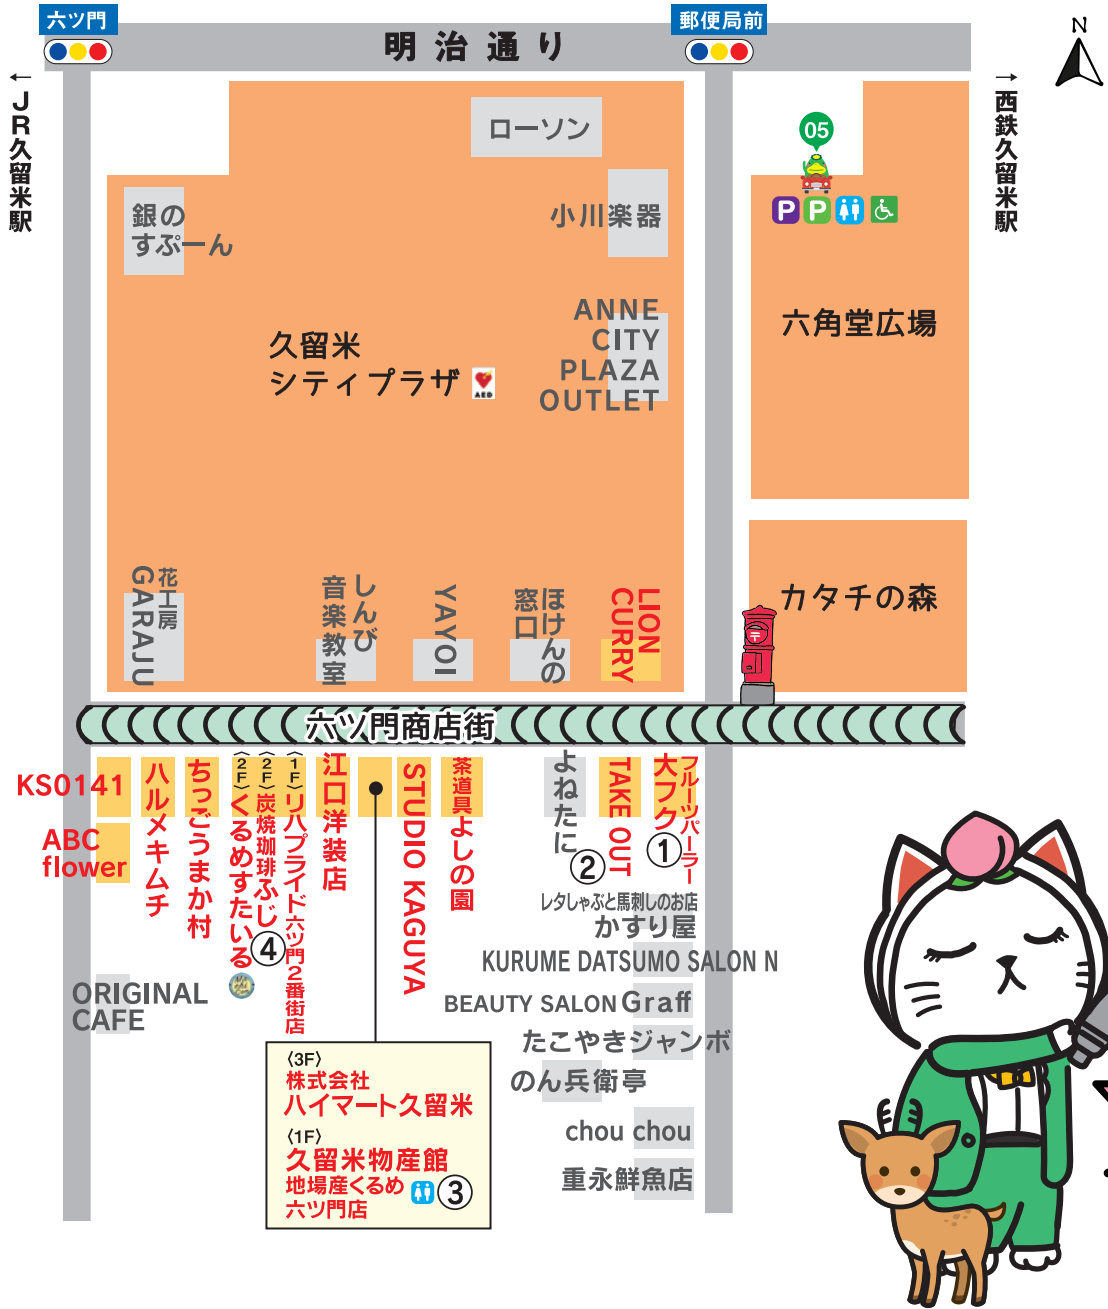 六ツ門
郵便局前
明治通り
N
←JR久留米駅
→西鉄久留米駅
ローソン
05
P P
銀の
すぷーん
小川楽器
ANNE
CITY
PLAZA
OUTLET
六角堂広場
久留米
シティプラザ
AED
花工房
GARAJU
しんび
音楽教室
YAYOI
ほけんの
窓口
LION
CURRY
カタチの森
〒
六ツ門商店街
KS0141
ABC
flower
ハルメキムチ
ちっごうまか村
〈2F〉くるめすたいる
〈2F〉炭焼珈琲ふじ④
〈1F〉リハプライド六ツ門2番街店
江口洋装店
STUDIO KAGUYA
茶道具よしの園
よねたに
②
TAKE OUT
フルーツパーラー
大フク①
レタしゃぶと馬刺しのお店
かすり屋
KURUME DATSUMO SALON N
BEAUTY SALON Graff
たこやきジャンボ
のん兵衛亭
chou chou
重永鮮魚店
ORIGINAL
CAFE
〈3F〉
株式会社
ハイマート久留米
〈1F〉
久留米物産館
地場産くるめ
六ツ門店
③